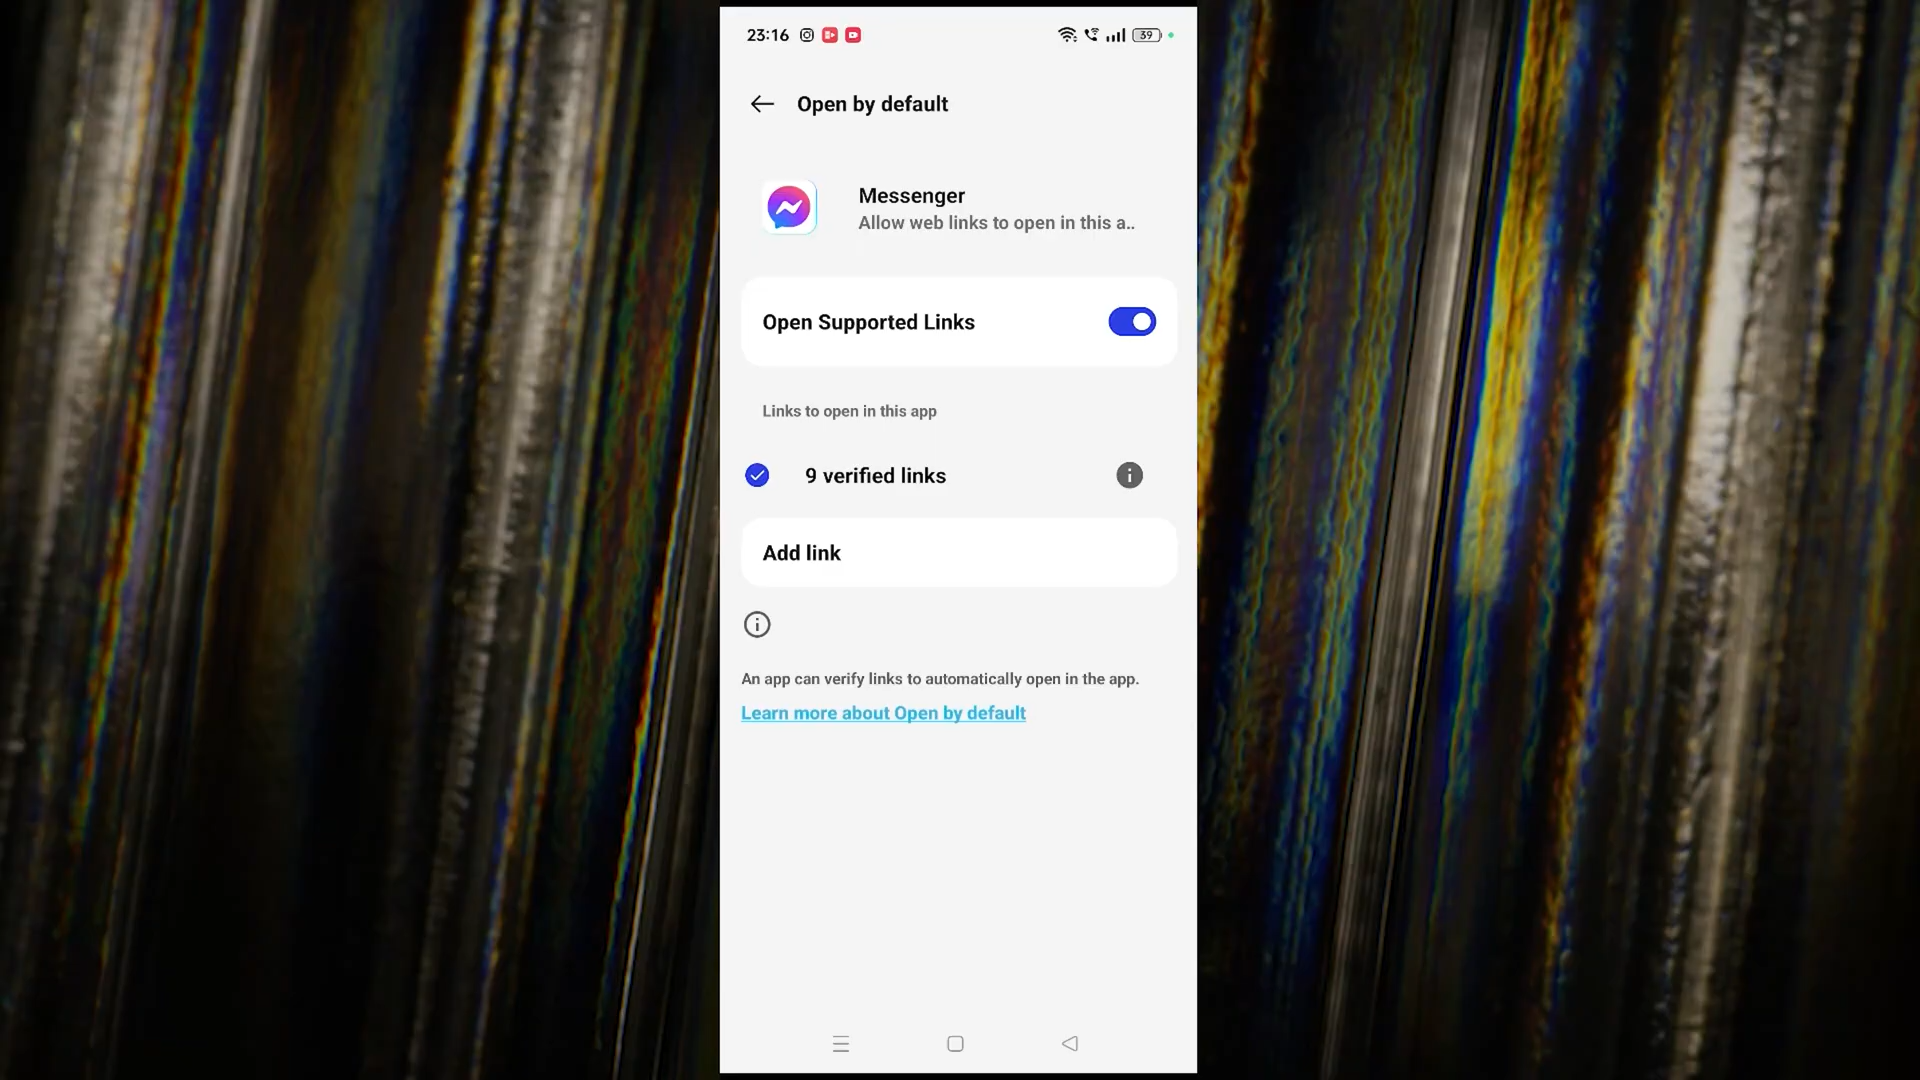 23:16
39
Open by default
Messenger
Allow web links to open in this a..
Open Supported Links
Links to open in this app
9 verified links
Add link
An app can verify links to automatically open in the app.
Learn more about Open by default